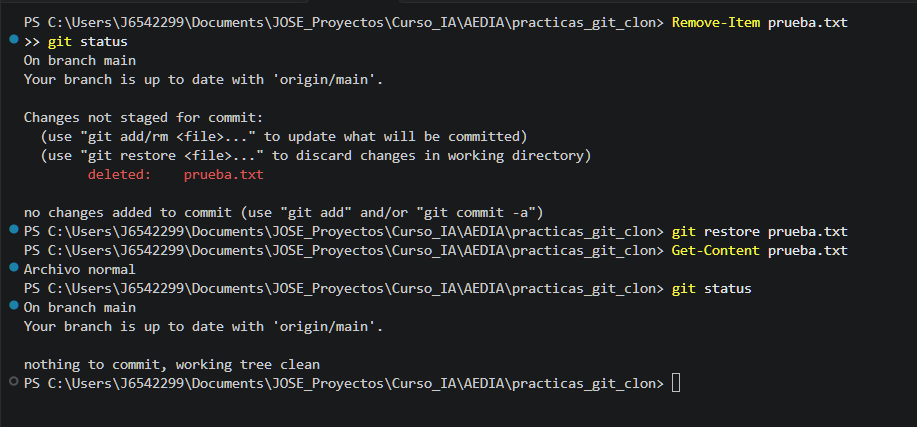 PS C:\Users\J6542299\Documents\JOSE_Proyectos\Curso_IA\AEDIA\practicas_git_clon> Remove-Item prueba.txt
>> git status
On branch main
Your branch is up to date with 'origin/main'.
Changes not staged for commit:
  (use "git add/rm <file>..." to update what will be committed)
  (use "git restore <file>..." to discard changes in working directory)
        deleted:    prueba.txt
no changes added to commit (use "git add" and/or "git commit -a")
PS C:\Users\J6542299\Documents\JOSE_Proyectos\Curso_IA\AEDIA\practicas_git_clon> git restore prueba.txt
PS C:\Users\J6542299\Documents\JOSE_Proyectos\Curso_IA\AEDIA\practicas_git_clon> Get-Content prueba.txt
Archivo normal
PS C:\Users\J6542299\Documents\JOSE_Proyectos\Curso_IA\AEDIA\practicas_git_clon> git status
On branch main
Your branch is up to date with 'origin/main'.
nothing to commit, working tree clean
PS C:\Users\J6542299\Documents\JOSE_Proyectos\Curso_IA\AEDIA\practicas_git_clon>